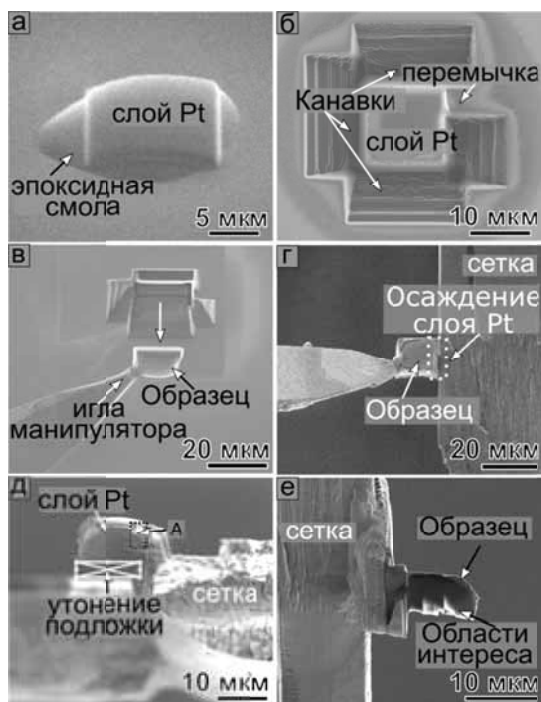 а
слой Pt
эпоксидная
смола
5 мкм
б
перемычка
Канавки
слой Pt
10 мкм
в
Образец
игла
манипулятора
20 мкм
г
сетка
Осаждение
слоя Pt
Образец
20 мкм
д
слой Pt
А
сетка
утонение
подложки
10 мкм
е
сетка
Образец
Области
интереса
10 мкм